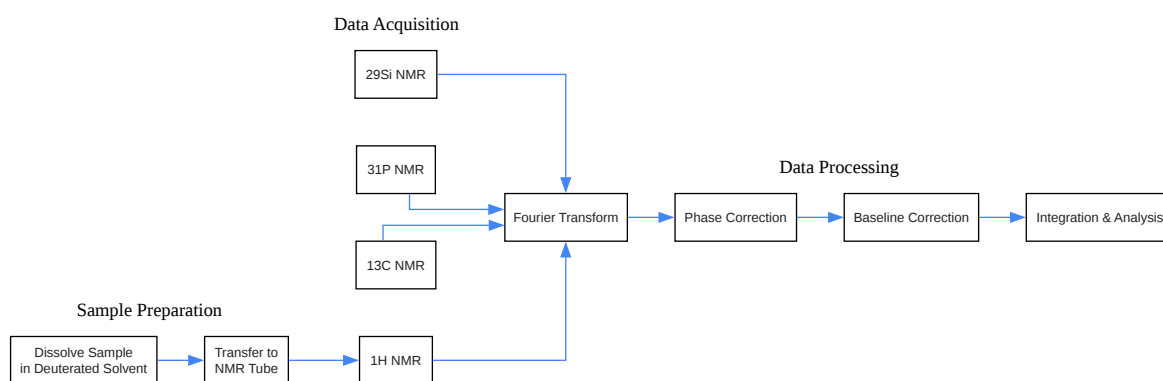 Data Acquisition
29Si NMR
31P NMR
Data Processing
Fourier Transform
Phase Correction
Baseline Correction
Integration & Analysis
13C NMR
Sample Preparation
Dissolve Sample
in Deuterated Solvent
Transfer to
NMR Tube
1H NMR